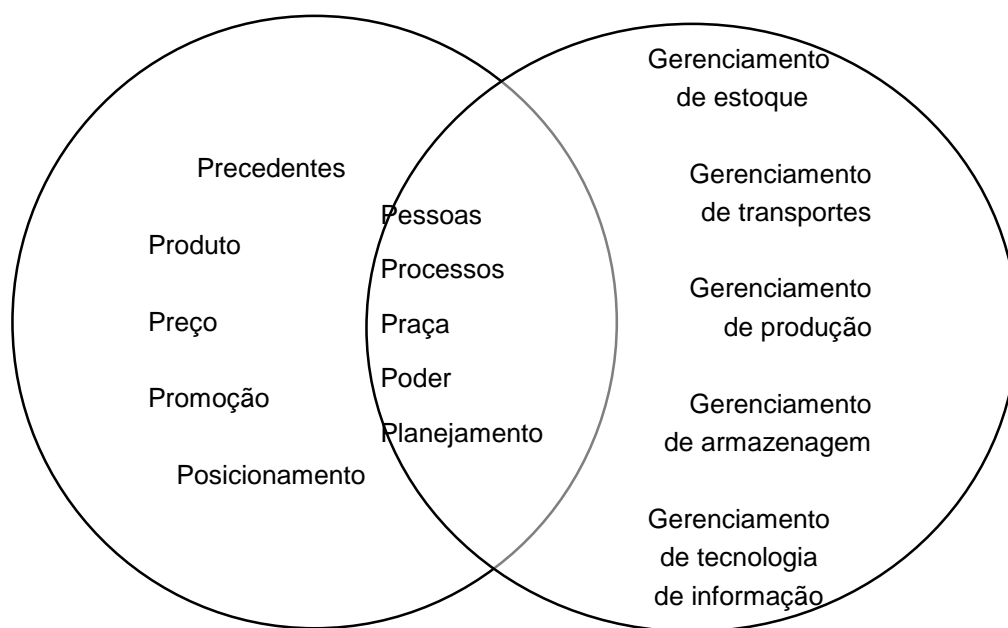 Precedentes
Produto
Preço
Promoção
Posicionamento
Pessoas
Processos
Praça
Poder
Planejamento
Gerenciamento
de estoque
Gerenciamento
de transportes
Gerenciamento
de produção
Gerenciamento
de armazenagem
Gerenciamento
de tecnologia
de informação